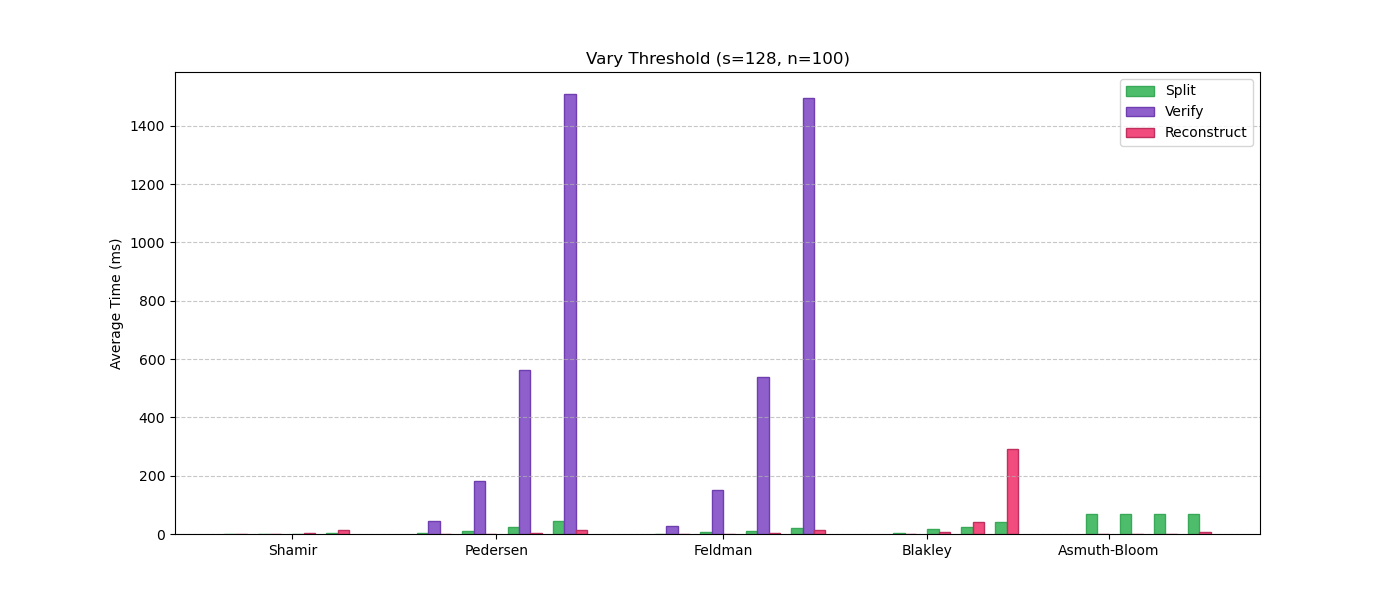 Vary Threshold (s=128, n=100)
Split
Verify
Reconstruct
1400
1200
1000
800
600
400
200
0
Average Time (ms)
Shamir Pedersen Feldman Blakley Asmuth-Bloom